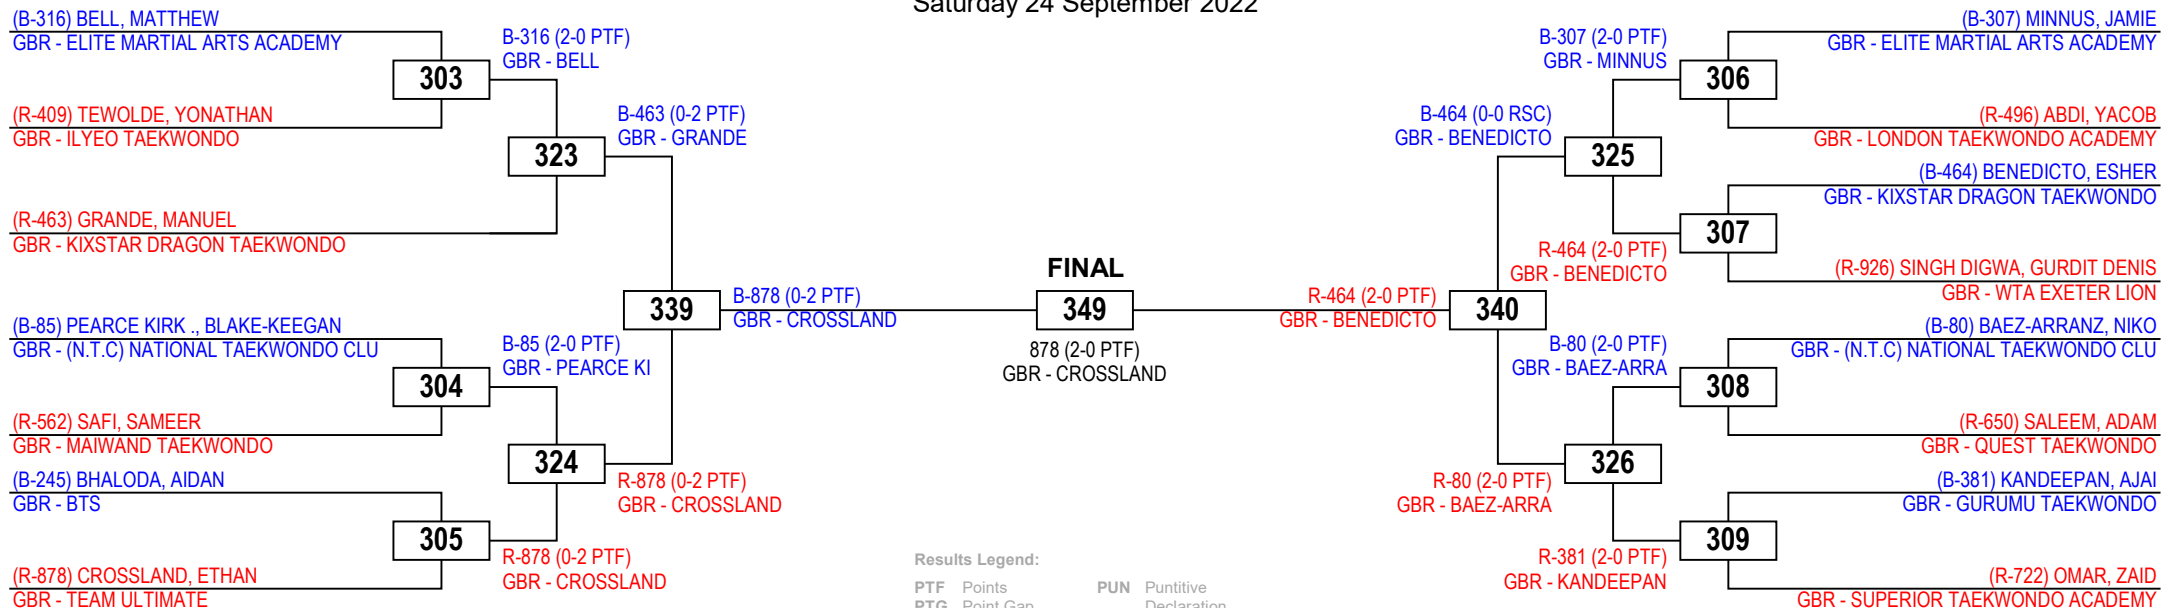 Saturday 24 September 2022
(B-316) BELL, MATTHEW
GBR - ELITE MARTIAL ARTS ACADEMY
303
(R-409) TEWOLDE, YONATHAN
GBR - ILYEO TAEKWONDO
B-316 (2-0 PTF)
GBR - BELL
323
(R-463) GRANDE, MANUEL
GBR - KIXSTAR DRAGON TAEKWONDO
B-463 (0-2 PTF)
GBR - GRANDE
(B-85) PEARCE KIRK ., BLAKE-KEEGAN
GBR - (N.T.C) NATIONAL TAEKWONDO CLU
304
(R-562) SAFI, SAMEER
GBR - MAIWAND TAEKWONDO
B-85 (2-0 PTF)
GBR - PEARCE KI
324
(B-245) BHALODA, AIDAN
GBR - BTS
305
(R-878) CROSSLAND, ETHAN
GBR - TEAM ULTIMATE
R-878 (0-2 PTF)
GBR - CROSSLAND
R-878 (0-2 PTF)
GBR - CROSSLAND
339
B-878 (0-2 PTF)
GBR - CROSSLAND
FINAL
349
878 (2-0 PTF)
GBR - CROSSLAND
R-464 (2-0 PTF)
GBR - BENEDICTO
340
B-464 (0-0 RSC)
GBR - BENEDICTO
325
B-307 (2-0 PTF)
GBR - MINNUS
(B-307) MINNUS, JAMIE
GBR - ELITE MARTIAL ARTS ACADEMY
306
(R-496) ABDI, YACOB
GBR - LONDON TAEKWONDO ACADEMY
(B-464) BENEDICTO, ESHER
GBR - KIXSTAR DRAGON TAEKWONDO
307
R-464 (2-0 PTF)
GBR - BENEDICTO
(R-926) SINGH DIGWA, GURDIT DENIS
GBR - WTA EXETER LION
(B-80) BAEZ-ARRANZ, NIKO
GBR - (N.T.C) NATIONAL TAEKWONDO CLU
B-80 (2-0 PTF)
GBR - BAEZ-ARRA
308
(R-650) SALEEM, ADAM
GBR - QUEST TAEKWONDO
326
R-80 (2-0 PTF)
GBR - BAEZ-ARRA
(B-381) KANDEEPAN, AJAI
GBR - GURUMU TAEKWONDO
309
R-381 (2-0 PTF)
GBR - KANDEEPAN
(R-722) OMAR, ZAID
GBR - SUPERIOR TAEKWONDO ACADEMY
Results Legend:
PTF Points PUN Puntitive
PTG Point Gap Declaration